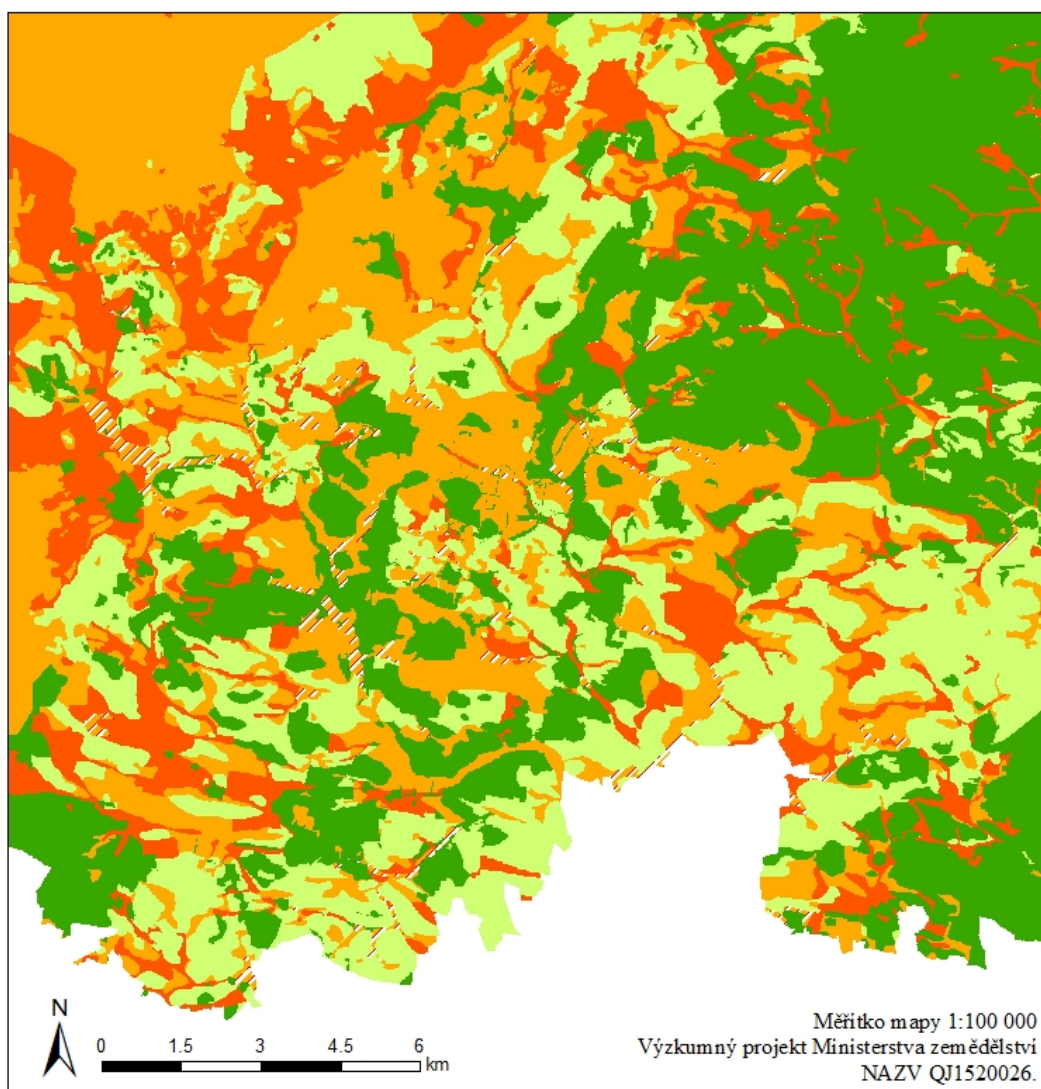 N
0 1.5 3 4.5 6
km
Měřítko mapy 1:100 000
Výzkumný projekt Ministerstva zemědělství
NAZV QJ1520026.